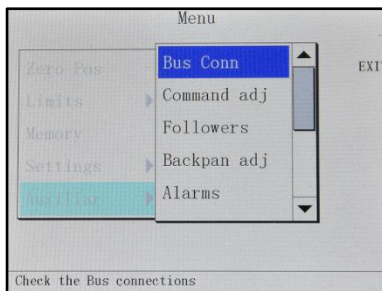 Menu
Zero Pos
Limits
Memory
Settings
Auxiliar
Bus Conn
Command adj
Followers
Backpan adj
Alarms
EXIT
Check the Bus connections